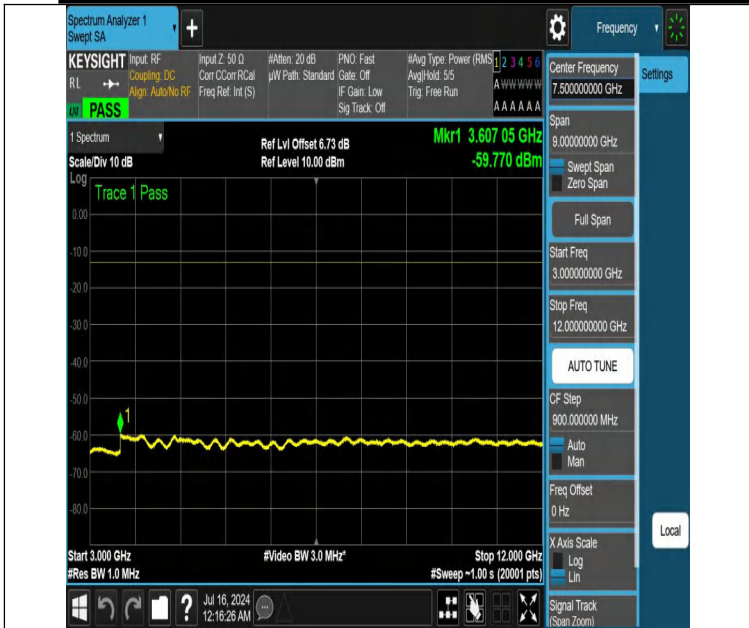 Spectrum Analyzer 1
Swept SA
+
Frequency
KEYSIGHT
RL
PASS
Input: RF
Coupling: DC
Align: Auto/No RF
Input Z: 50 Ω
Corr CCorr RCal
Freq Ref: Int (S)
#Atten: 20 dB
µW Path: Standard
PNO: Fast
Gate: Off
IF Gain: Low
Sig Track: Off
#Avg Type: Power (RMS
Avg|Hold: 5/5
Trig: Free Run
1 2 3 4 5 6
A W W W W W
A A A A A A
1 Spectrum
Scale/Div 10 dB
Ref Lvl Offset 6.73 dB
Ref Level 10.00 dBm
Mkr1 3.607 05 GHz
-59.770 dBm
Log
Trace 1 Pass
0.00
-10.0
-20.0
-30.0
-40.0
-50.0
-60.0
-70.0
-80.0
1
Start 3.000 GHz
#Res BW 1.0 MHz
#Video BW 3.0 MHz*
Stop 12.000 GHz
#Sweep ~1.00 s (20001 pts)
Center Frequency
7.500000000 GHz
Settings
Span
9.00000000 GHz
Swept Span
Zero Span
Full Span
Start Freq
3.000000000 GHz
Stop Freq
12.000000000 GHz
AUTO TUNE
CF Step
900.000000 MHz
Auto
Man
Freq Offset
0 Hz
X Axis Scale
Log
Lin
Local
Signal Track
(Span Zoom)
?
Jul 16, 2024
12:16:26 AM